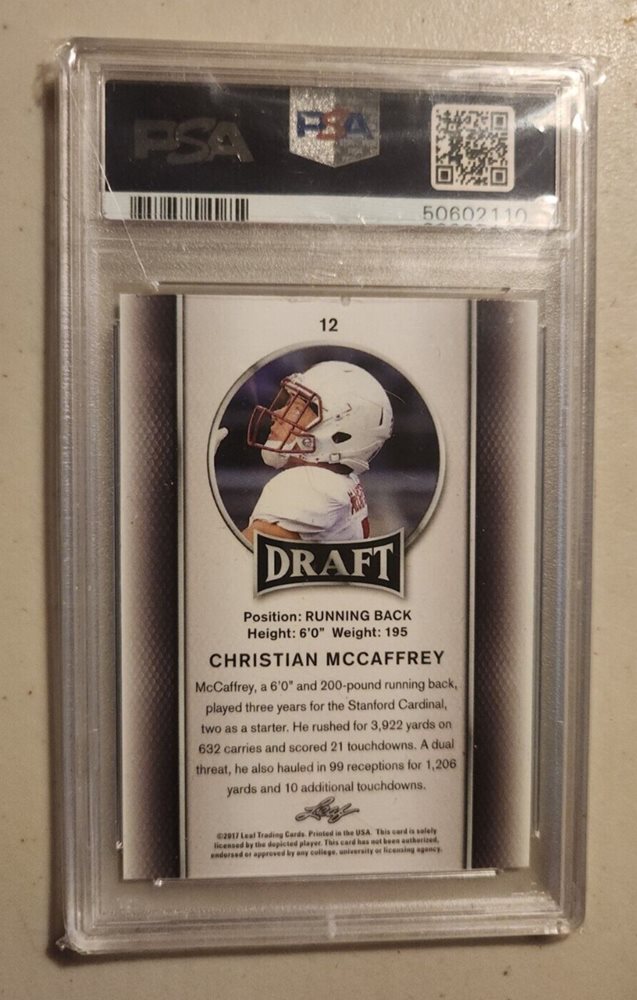 PSA
PSA
50602110
12
DRAFT
Position: RUNNING BACK
Height: 6'0" Weight: 195
CHRISTIAN MCCAFFREY
McCaffrey, a 6'0" and 200-pound running back,
played three years for the Stanford Cardinal,
two as a starter. He rushed for 3,922 yards on
632 carries and scored 21 touchdowns. A dual
threat, he also hauled in 99 receptions for 1,206
yards and 10 additional touchdowns.
Leaf
©2017 Leaf Trading Cards. Printed in the USA. This card is solely
licensed by the depicted player. This card has not been authorized,
endorsed or approved by any college, university or licensing agency.